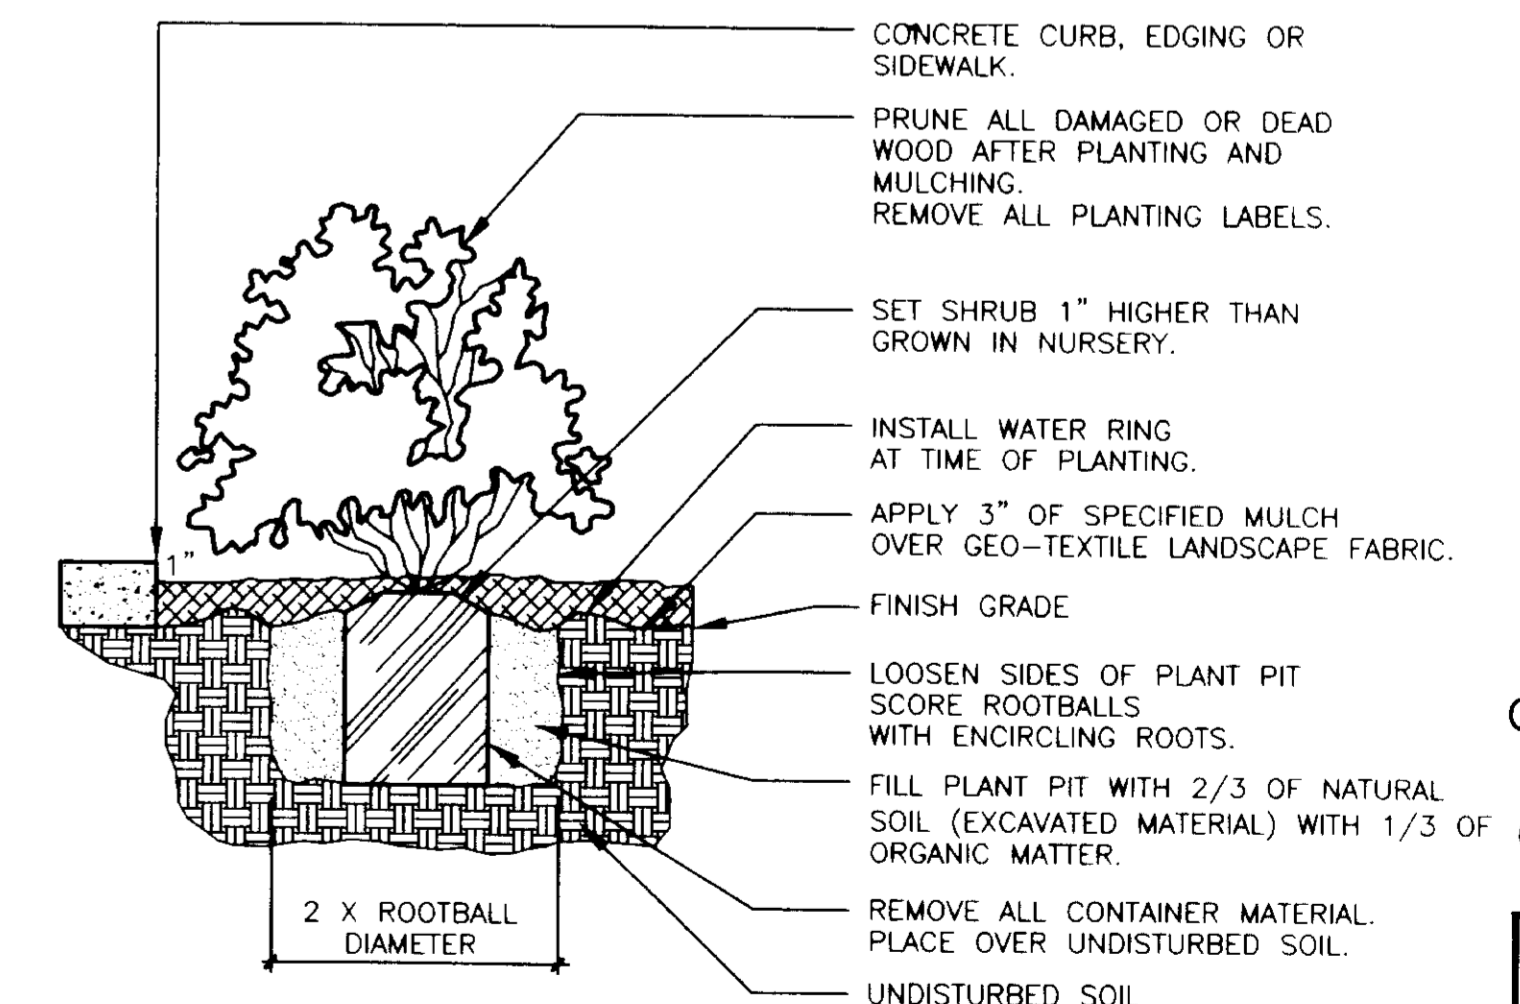 CONCRETE CURB, EDGING OR
SIDEWALK.
PRUNE ALL DAMAGED OR DEAD
WOOD AFTER PLANTING AND
MULCHING.
REMOVE ALL PLANTING LABELS.
SET SHRUB 1" HIGHER THAN
GROWN IN NURSERY.
INSTALL WATER RING
AT TIME OF PLANTING.
APPLY 3" OF SPECIFIED MULCH
OVER GEO-TEXTILE LANDSCAPE FABRIC.
1"
FINISH GRADE
LOOSEN SIDES OF PLANT PIT
SCORE ROOTBALLS
WITH ENCIRCLING ROOTS.
FILL PLANT PIT WITH 2/3 OF NATURAL
SOIL (EXCAVATED MATERIAL) WITH 1/3 OF
ORGANIC MATTER.
REMOVE ALL CONTAINER MATERIAL.
PLACE OVER UNDISTURBED SOIL.
2 X ROOTBALL
DIAMETER
UNDISTURBED SOIL